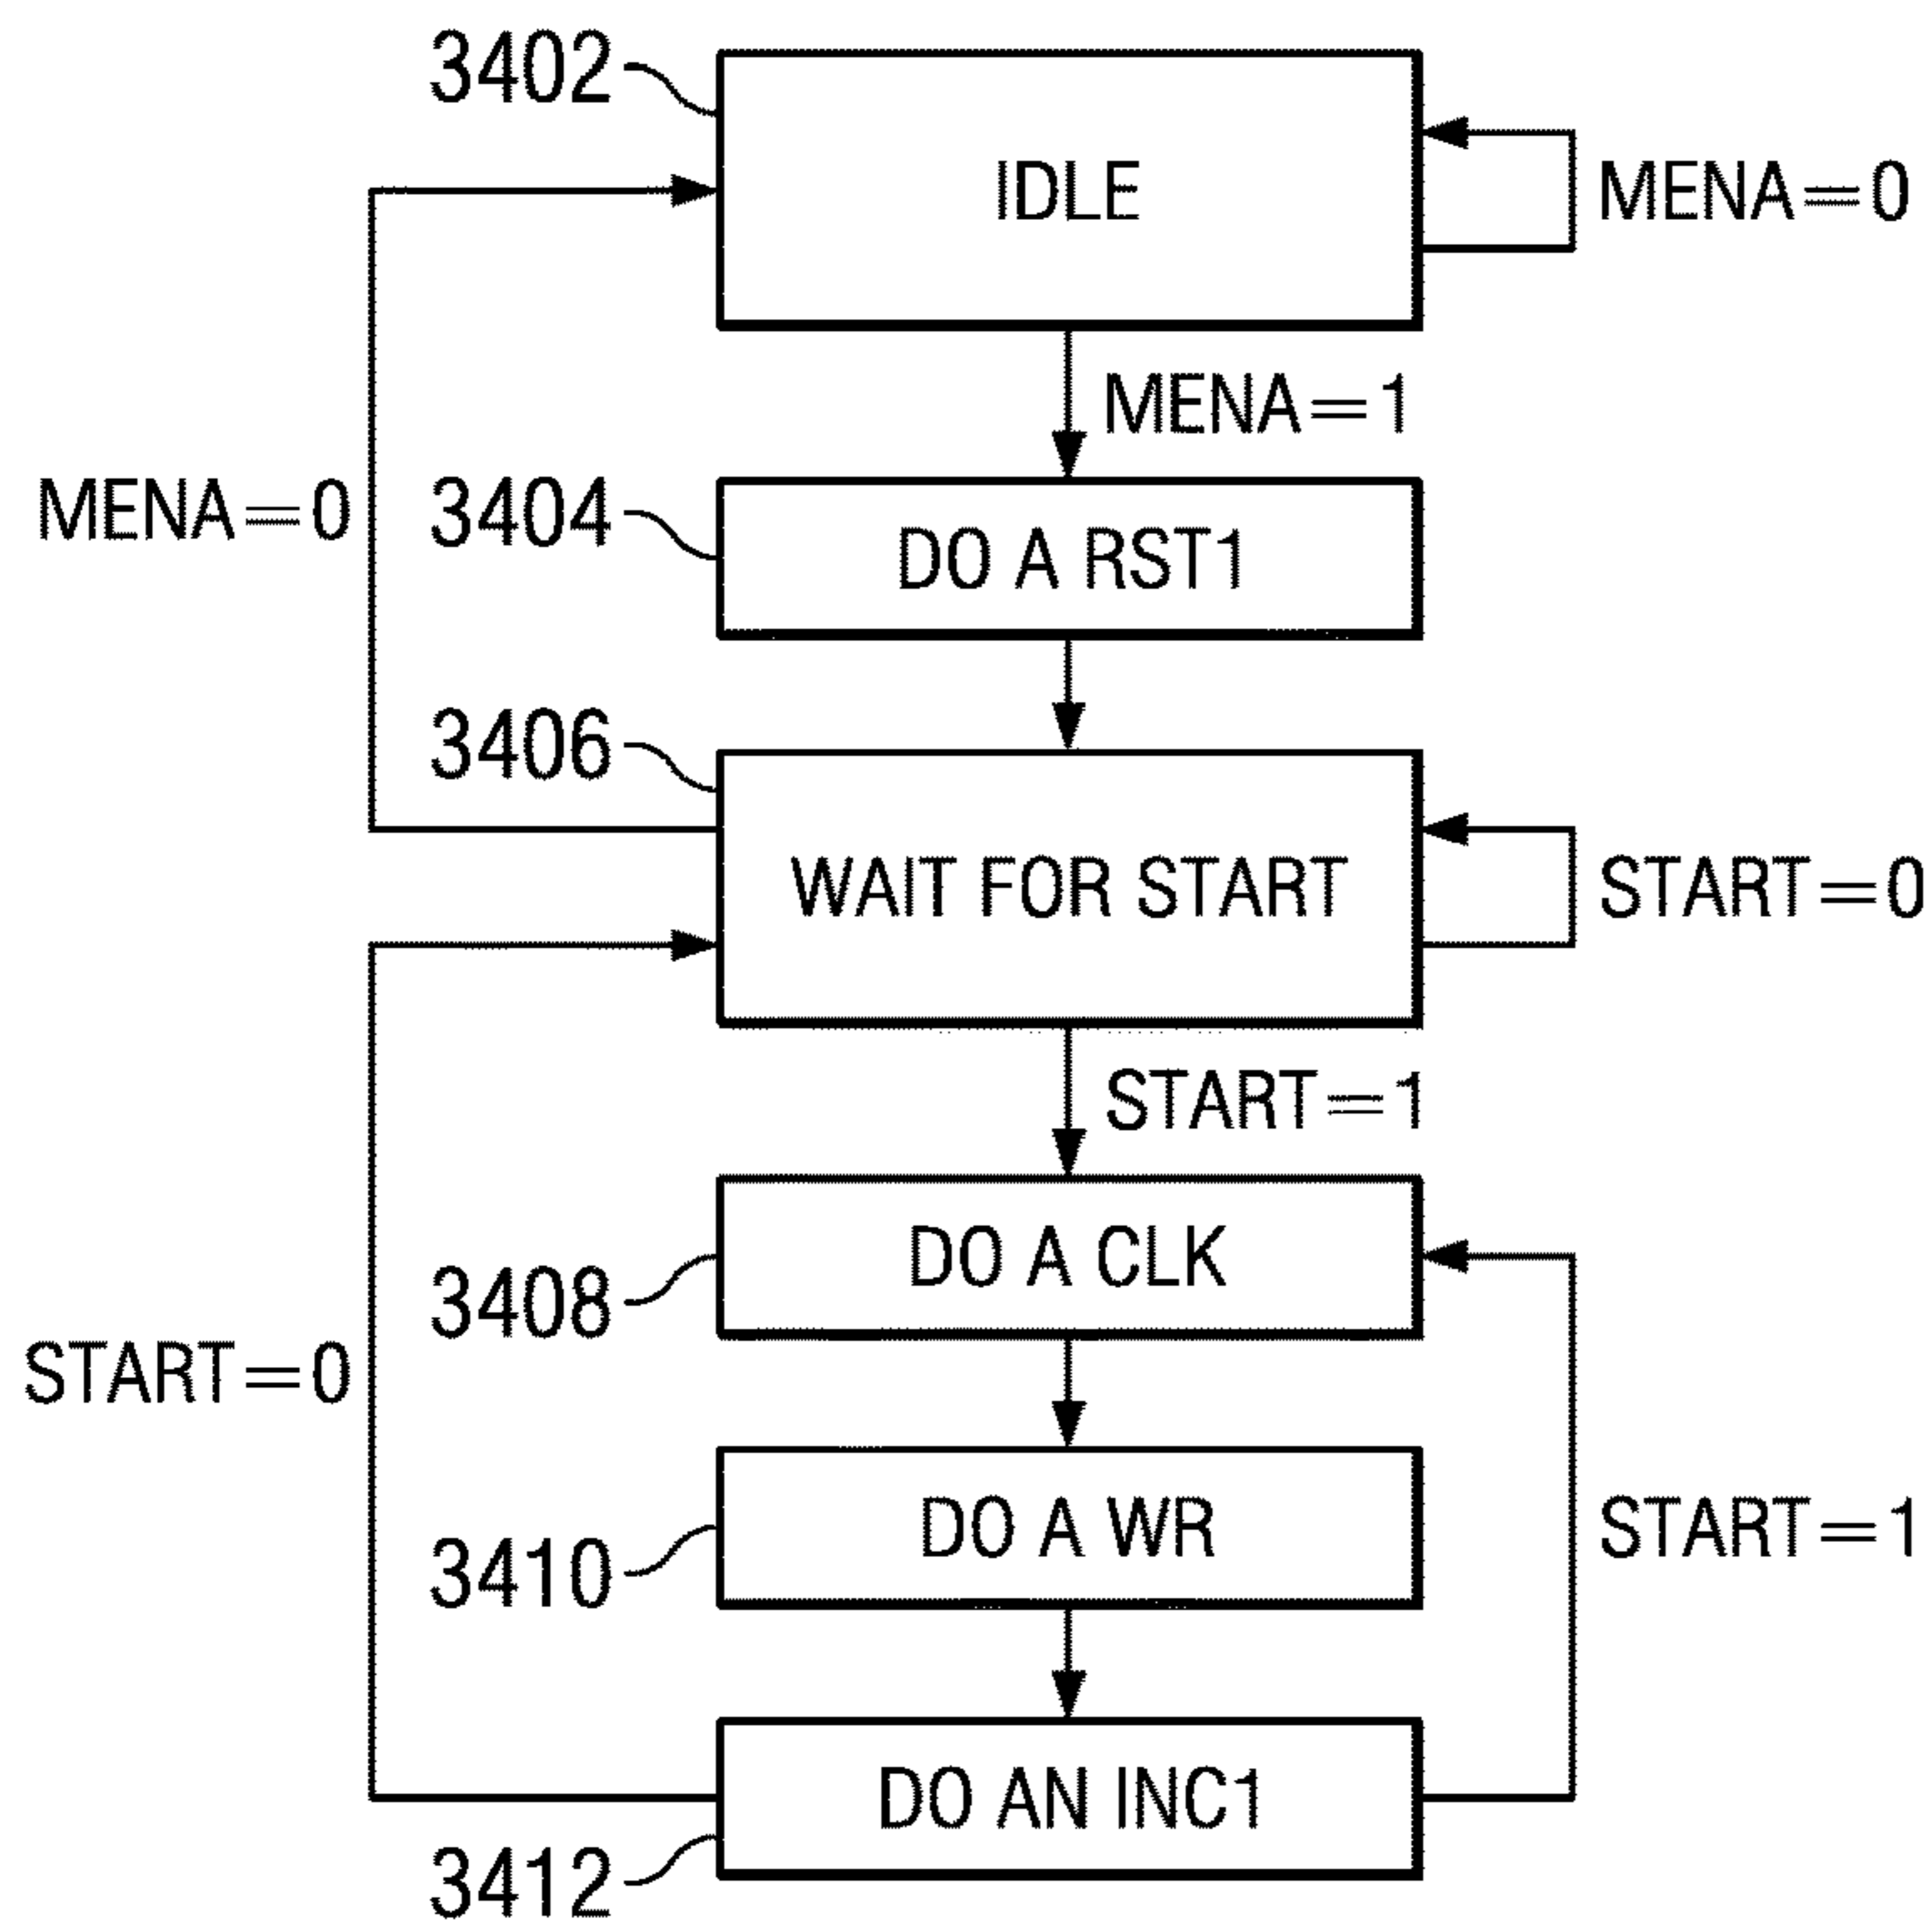 3402
IDLE
MENA=0
MENA=1
MENA=0
3404
DO A RST1
3406
WAIT FOR START
START=0
START=1
3408
DO A CLK
START=0
3410
DO A WR
START=1
DO AN INC1
3412